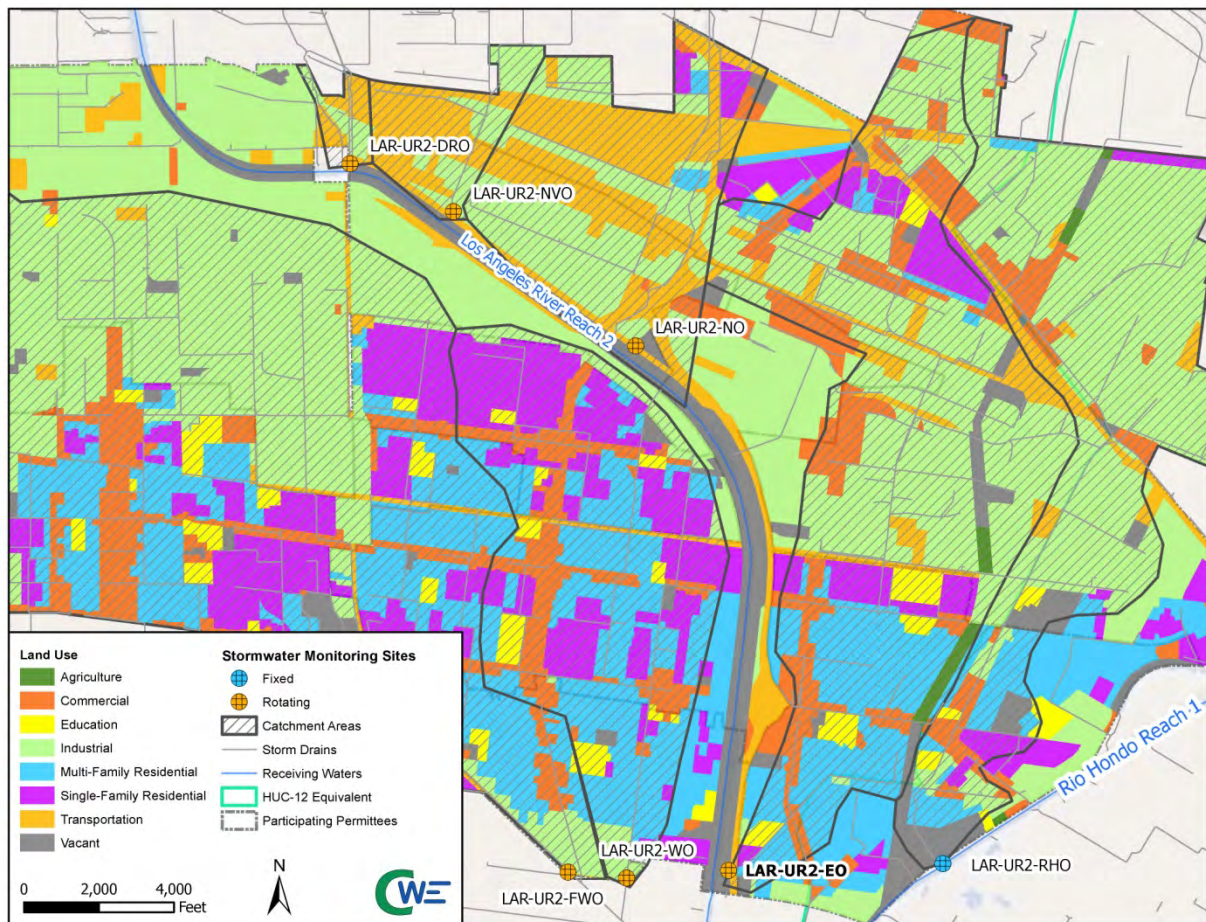 LAR-UR2-DRO
LAR-UR2-NVO
Los Angeles River Reach 2
LAR-UR2-NO
Rio Hondo Reach 1
LAR-UR2-WO
LAR-UR2-EO
LAR-UR2-RHO
LAR-UR2-FWO
Land Use
Agriculture
Commercial
Education
Industrial
Multi-Family Residential
Single-Family Residential
Transportation
Vacant
Stormwater Monitoring Sites
Fixed
Rotating
Catchment Areas
Storm Drains
Receiving Waters
HUC-12 Equivalent
Participating Permittees
0 2,000 4,000
Feet
N
CWE